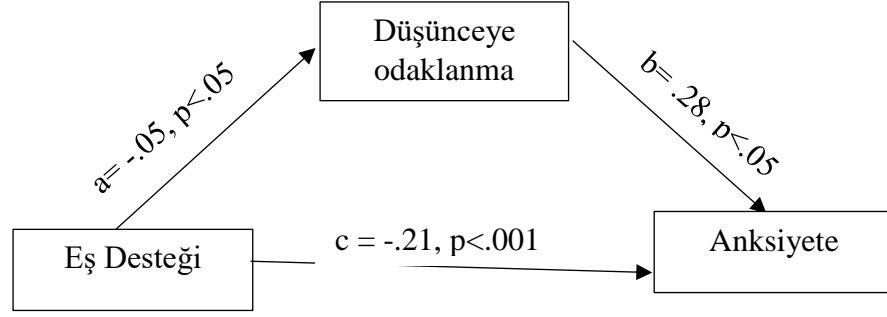 Düşünceye
odaklanma
a= -.05, p<.05
b= .28, p<.05
Eş Desteği
c = -.21, p<.001
Anksiyete